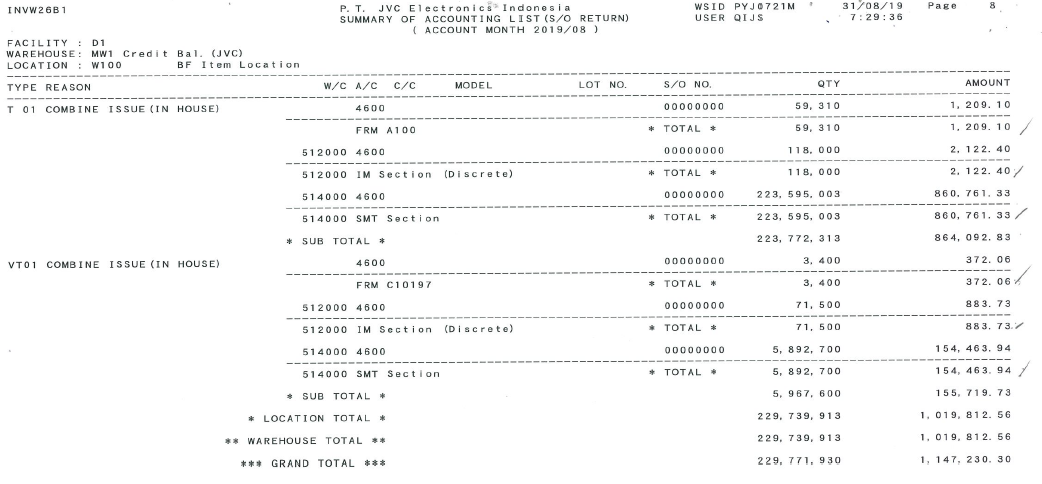 INVW26B1 P. T. JVC Electronics Indonesia WSID PYJ0721M 31/08/19 Page 8
SUMMARY OF ACCOUNTING LIST(S/O RETURN) USER QIJS 7:29:36
( ACCOUNT MONTH 2019/08 )
FACILITY : D1
WAREHOUSE: MW1 Credit Bal. (JVC)
LOCATION : W100 BF Item Location
TYPE REASON W/C A/C C/C MODEL LOT NO. S/O NO. QTY AMOUNT
T 01 COMBINE ISSUE(IN HOUSE) 4600 00000000 59, 310 1, 209. 10
FRM A100 * TOTAL * 59, 310 1, 209. 10
512000 4600 00000000 118, 000 2, 122. 40
512000 IM Section (Discrete) * TOTAL * 118, 000 2, 122. 40
514000 4600 00000000 223, 595, 003 860, 761. 33
514000 SMT Section * TOTAL * 223, 595, 003 860, 761. 33
* SUB TOTAL * 223, 772, 313 864, 092. 83
VT01 COMBINE ISSUE(IN HOUSE) 4600 00000000 3, 400 372. 06
FRM C10197 * TOTAL * 3, 400 372. 06
512000 4600 00000000 71, 500 883. 73
512000 IM Section (Discrete) * TOTAL * 71, 500 883. 73
514000 4600 00000000 5, 892, 700 154, 463. 94
514000 SMT Section * TOTAL * 5, 892, 700 154, 463. 94
* SUB TOTAL * 5, 967, 600 155, 719. 73
* LOCATION TOTAL * 229, 739, 913 1, 019, 812. 56
** WAREHOUSE TOTAL ** 229, 739, 913 1, 019, 812. 56
*** GRAND TOTAL *** 229, 771, 930 1, 147, 230. 30